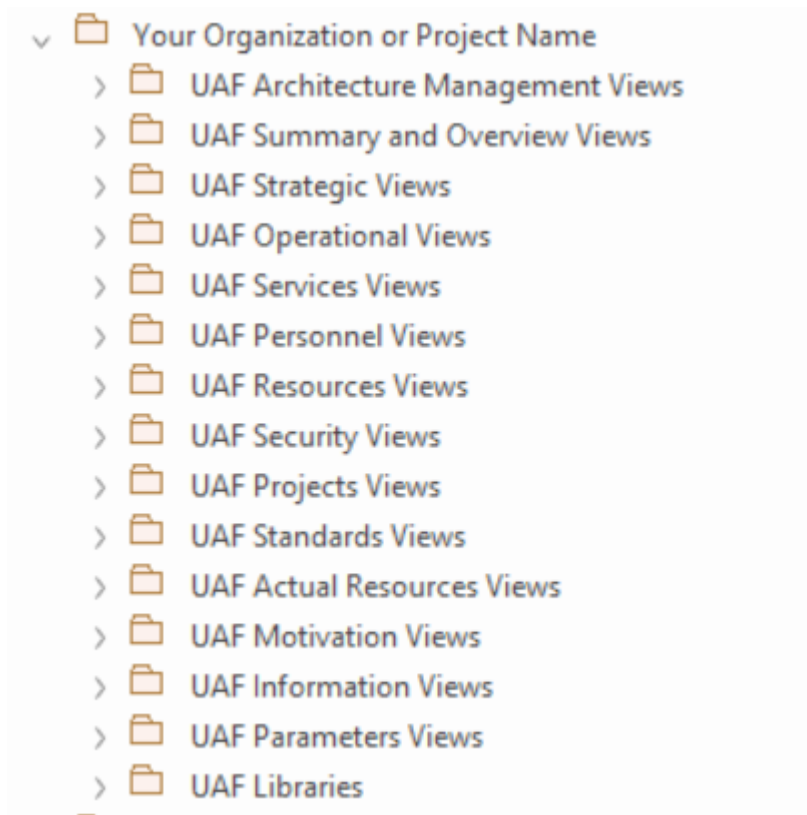 Your Organization or Project Name
UAF Architecture Management Views
UAF Summary and Overview Views
UAF Strategic Views
UAF Operational Views
UAF Services Views
UAF Personnel Views
UAF Resources Views
UAF Security Views
UAF Projects Views
UAF Standards Views
UAF Actual Resources Views
UAF Motivation Views
UAF Information Views
UAF Parameters Views
UAF Libraries